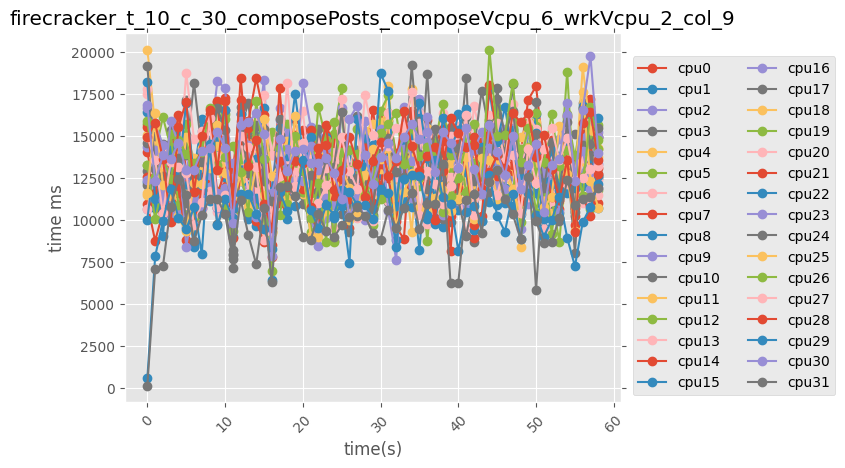 firecracker_t_10_c_30_composePosts_composeVcpu_6_wrkVcpu_2_col_9
time ms
20000
17500
15000
12500
10000
7500
5000
2500
0
0
10
20
30
40
50
60
time(s)
cpu0
cpu1
cpu2
cpu3
cpu4
cpu5
cpu6
cpu7
cpu8
cpu9
cpu10
cpu11
cpu12
cpu13
cpu14
cpu15
cpu16
cpu17
cpu18
cpu19
cpu20
cpu21
cpu22
cpu23
cpu24
cpu25
cpu26
cpu27
cpu28
cpu29
cpu30
cpu31